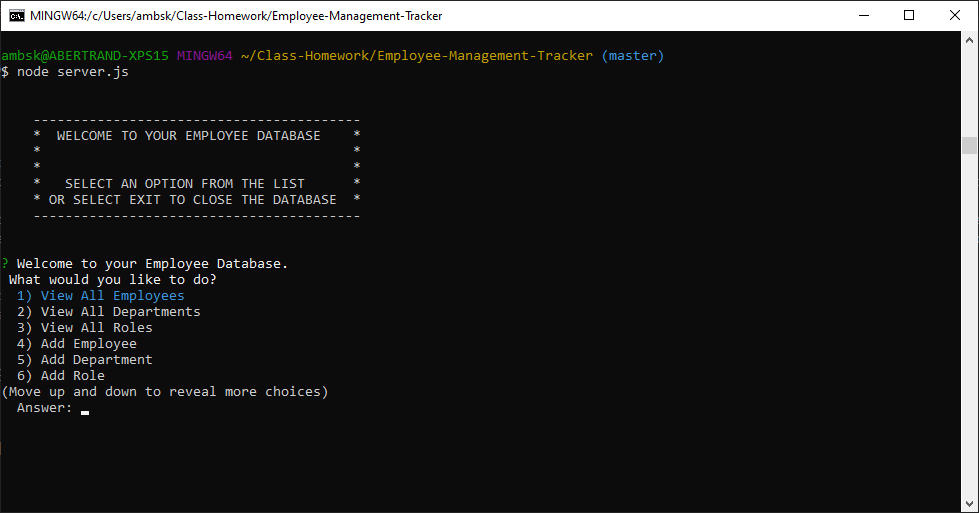 MINGW64:/c/Users/ambsk/Class-Homework/Employee-Management-Tracker
ambsk@ABERTRAND-XPS15 MINGW64 ~/Class-Homework/Employee-Management-Tracker (master)
$ node server.js
-----------------------------------------
*  WELCOME TO YOUR EMPLOYEE DATABASE    *
*                                       *
*                                       *
*   SELECT AN OPTION FROM THE LIST      *
* OR SELECT EXIT TO CLOSE THE DATABASE  *
-----------------------------------------
? Welcome to your Employee Database.
What would you like to do?
1) View All Employees
2) View All Departments
3) View All Roles
4) Add Employee
5) Add Department
6) Add Role
(Move up and down to reveal more choices)
Answer: